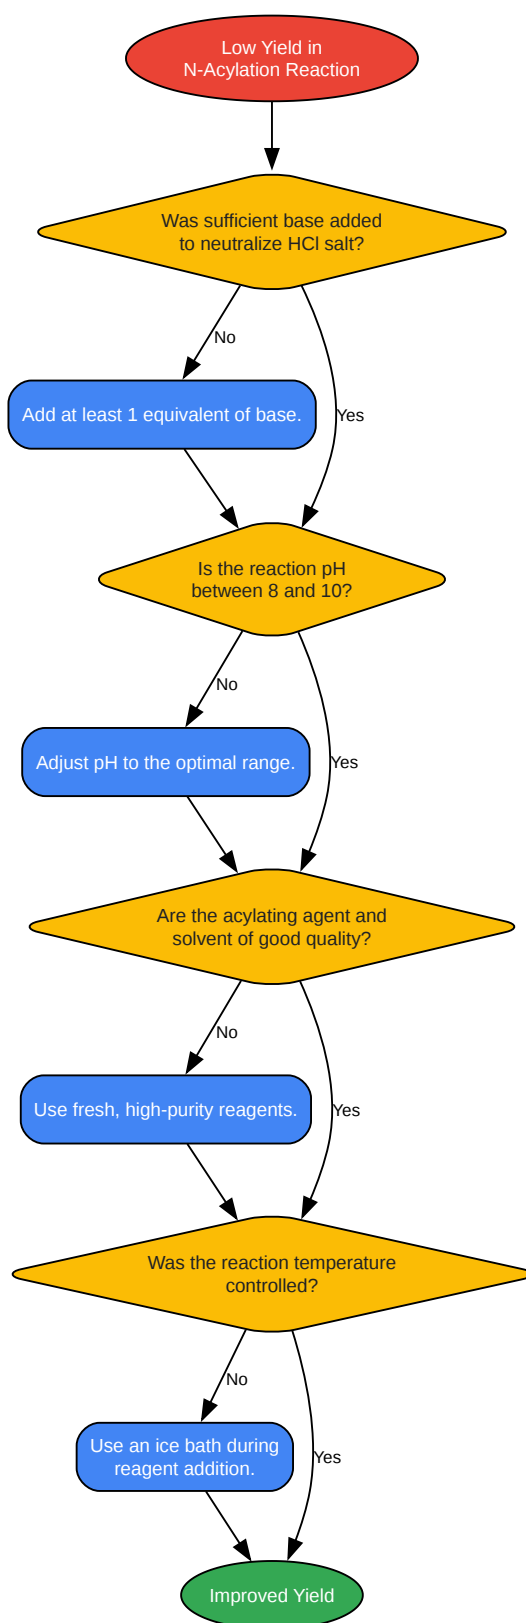 Low Yield in
N-Acylation Reaction
Was sufficient base added
to neutralize HCl salt?
No
Add at least 1 equivalent of base.
Yes
Is the reaction pH
between 8 and 10?
No
Adjust pH to the optimal range.
Yes
Are the acylating agent and
solvent of good quality?
No
Use fresh, high-purity reagents.
Yes
Was the reaction temperature
controlled?
No
Use an ice bath during
reagent addition.
Yes
Improved Yield